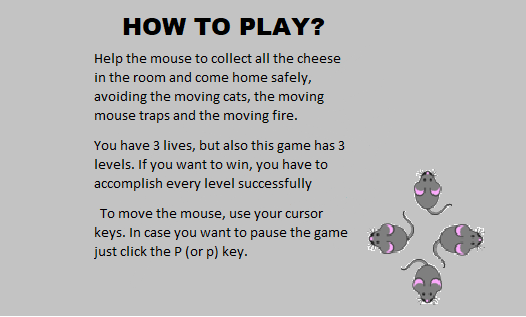 HOW TO PLAY?
Help the mouse to collect all the cheese
in the room and come home safely,
avoiding the moving cats, the moving
mouse traps and the moving fire.
You have 3 lives, but also this game has 3
levels. If you want to win, you have to
accomplish every level successfully
To move the mouse, use your cursor
keys. In case you want to pause the game
just click the P (or p) key.